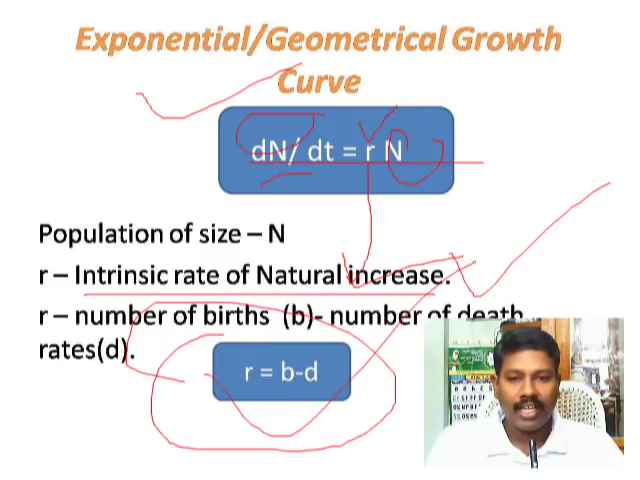 Exponential/Geometrical Growth
Curve
dN/ dt = r N
Population of size – N
r – Intrinsic rate of Natural increase.
r – number of births (b)- number of death
rates(d).
r = b-d